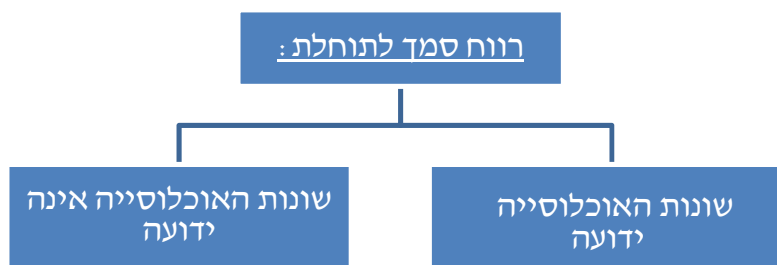 רווח סמך לתוחלת :
שונות האוכלוסייה
ידועה
שונות האוכלוסייה אינה
ידועה